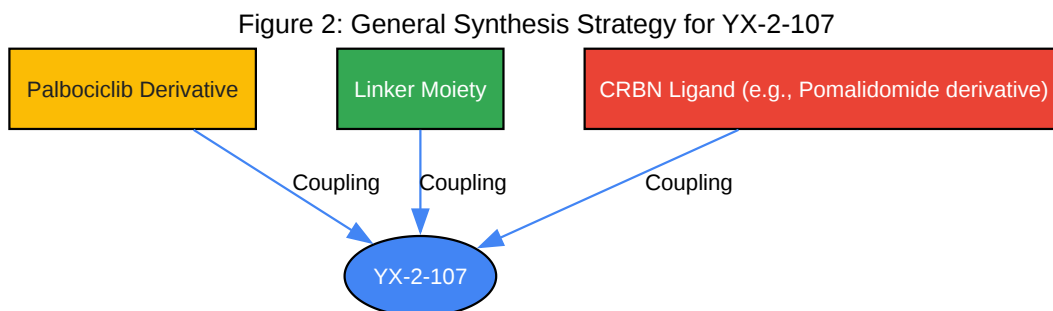 Figure 2: General Synthesis Strategy for YX-2-107
Palbociclib Derivative
Linker Moiety
CRBN Ligand (e.g., Pomalidomide derivative)
Coupling
Coupling
Coupling
YX-2-107